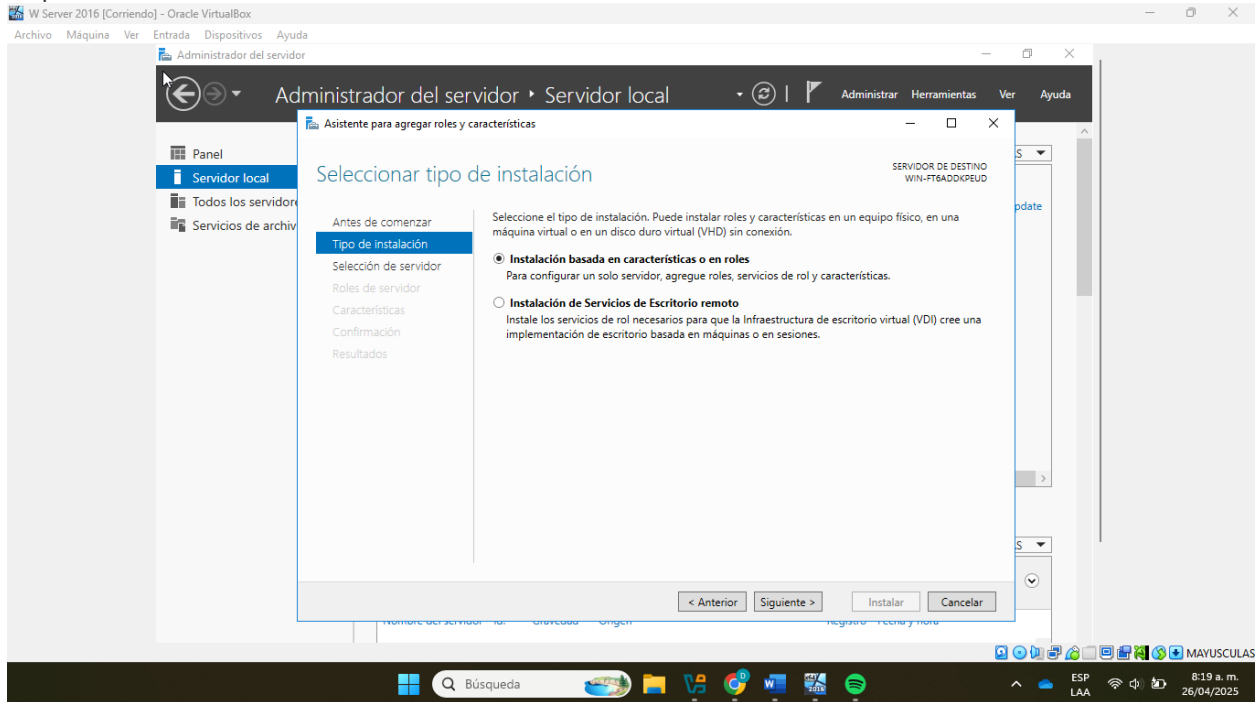 W Server 2016 [Corriendo] - Oracle VirtualBox
Archivo Máquina Ver Entrada Dispositivos Ayuda
Administrador del servidor
Administrador del servidor • Servidor local
Administrar Herramientas Ver Ayuda
Asistente para agregar roles y características
Panel
Servidor local
Todos los servidor
Servicios de archiv
Seleccionar tipo de instalación
SERVIDOR DE DESTINO
WIN-FT6ADDKPEUD
Antes de comenzar
Tipo de instalación
Selección de servidor
Roles de servidor
Características
Confirmación
Resultados
Seleccione el tipo de instalación. Puede instalar roles y características en un equipo físico, en una
máquina virtual o en un disco duro virtual (VHD) sin conexión.
Instalación basada en características o en roles
Para configurar un solo servidor, agregue roles, servicios de rol y características.
Instalación de Servicios de Escritorio remoto
Instale los servicios de rol necesarios para que la Infraestructura de escritorio virtual (VDI) cree una
implementación de escritorio basada en máquinas o en sesiones.
S
pdate
S
< Anterior Siguiente > Instalar Cancelar
MAYUSCULAS
Búsqueda
2016
ESP
LAA
8:19 a. m.
26/04/2025